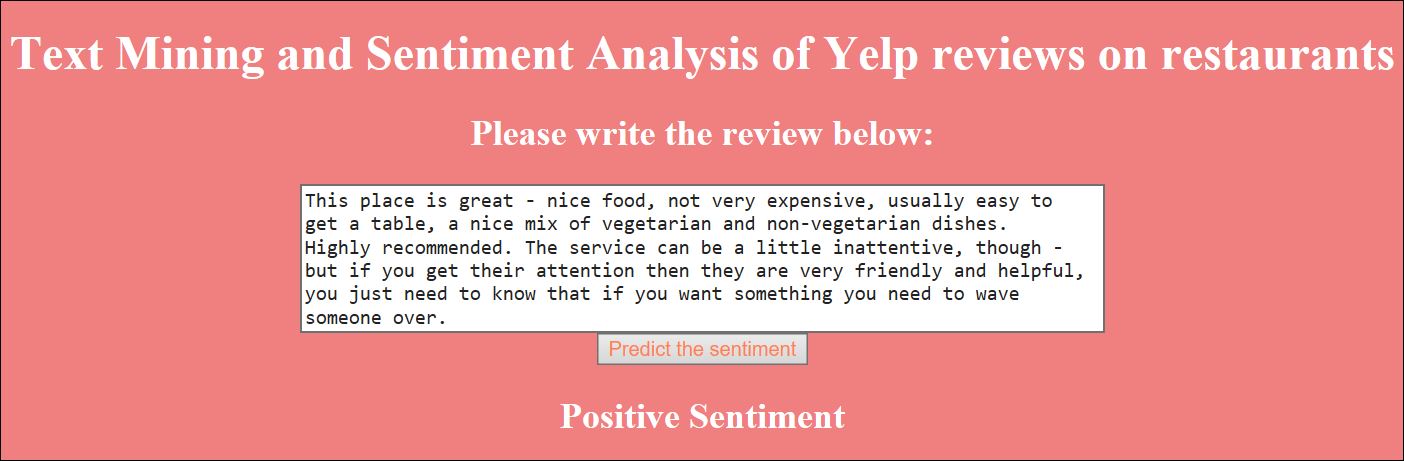 Text Mining and Sentiment Analysis of Yelp reviews on restaurants
Please write the review below:
This place is great - nice food, not very expensive, usually easy to
get a table, a nice mix of vegetarian and non-vegetarian dishes.
Highly recommended. The service can be a little inattentive, though -
but if you get their attention then they are very friendly and helpful,
you just need to know that if you want something you need to wave
someone over.
Predict the sentiment
Positive Sentiment